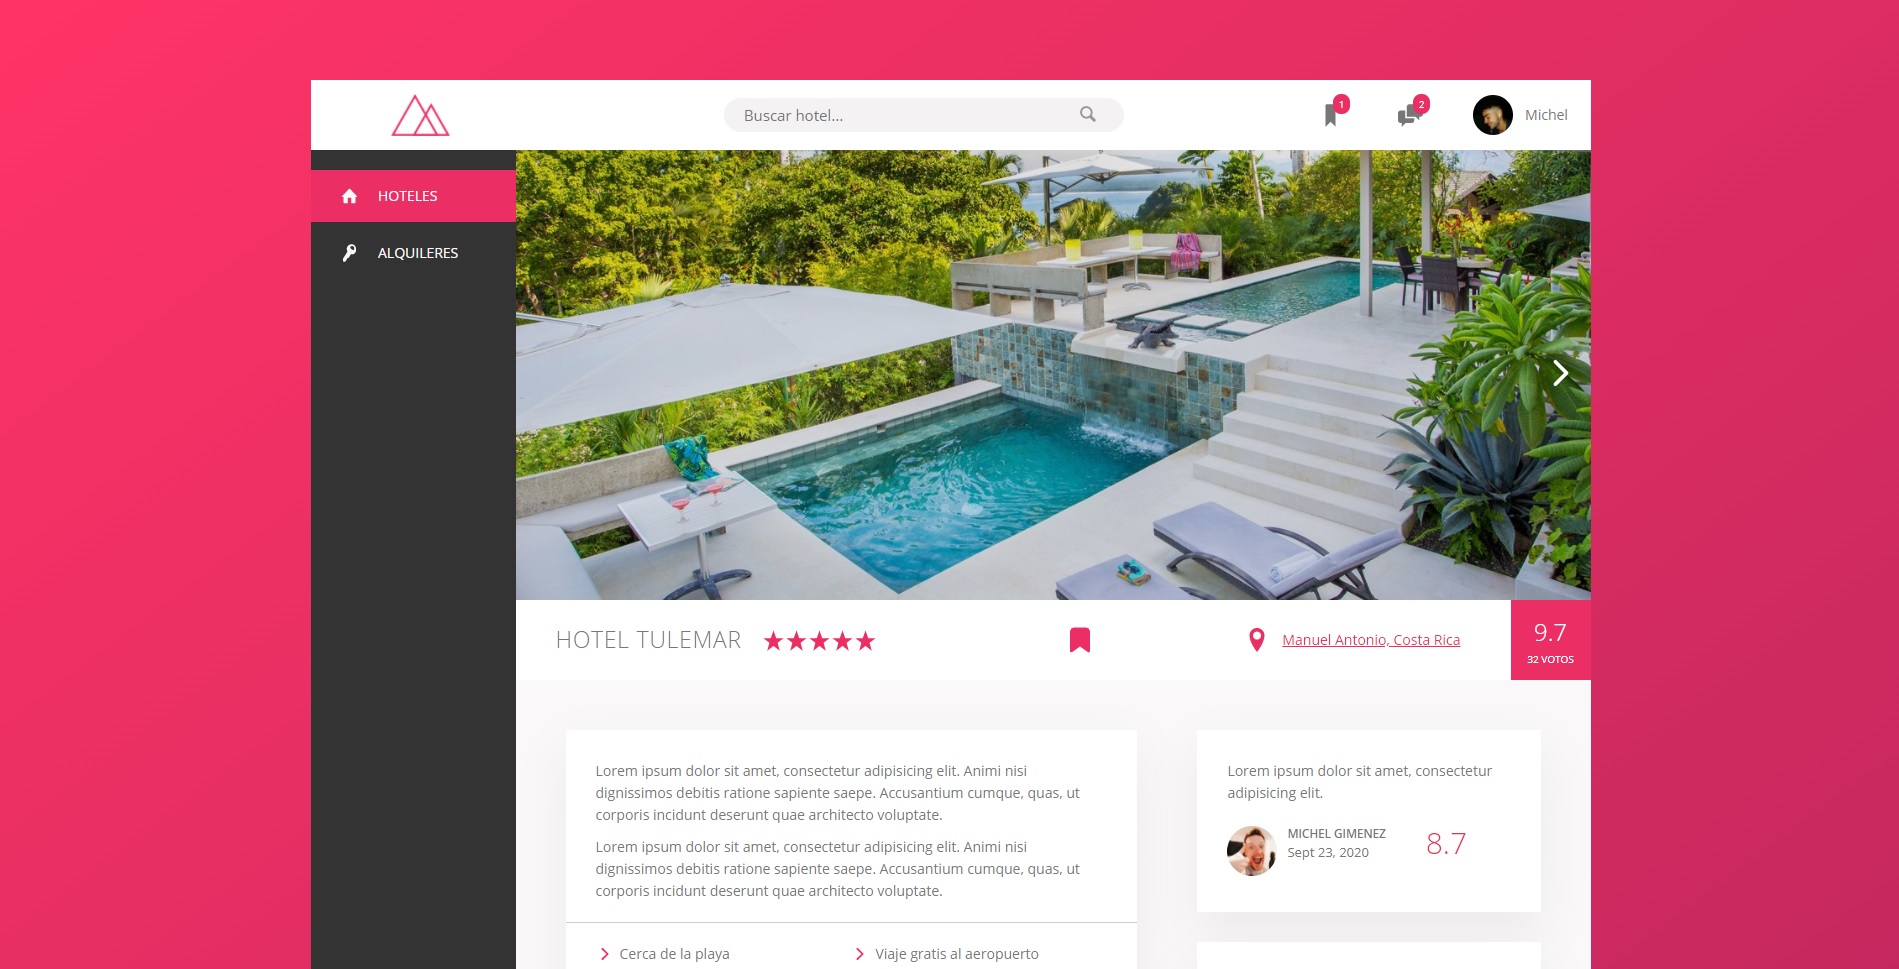 Buscar hotel...
1
2
Michel
HOTELES
ALQUILERES
HOTEL TULEMAR
Manuel Antonio, Costa Rica
9.7
32 VOTOS
Lorem ipsum dolor sit amet, consectetur adipisicing elit. Animi nisi
dignissimos debitis ratione sapiente saepe. Accusantium cumque, quas, ut
corporis incidunt deserunt quae architecto voluptate.
Lorem ipsum dolor sit amet, consectetur adipisicing elit. Animi nisi
dignissimos debitis ratione sapiente saepe. Accusantium cumque, quas, ut
corporis incidunt deserunt quae architecto voluptate.
Cerca de la playa
Viaje gratis al aeropuerto
Lorem ipsum dolor sit amet, consectetur
adipisicing elit.
MICHEL GIMENEZ
Sept 23, 2020
8.7